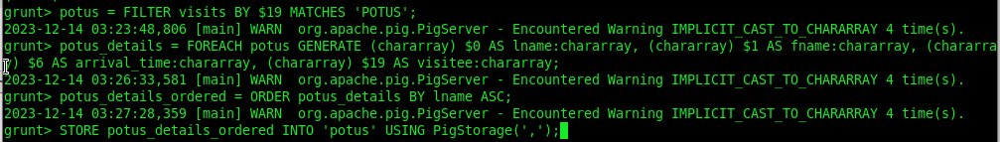 grunt> potus = FILTER visits BY $19 MATCHES 'POTUS';
2023-12-14 03:23:48,806 [main] WARN  org.apache.pig.PigServer - Encountered Warning IMPLICIT_CAST_TO_CHARARRAY 4 time(s).
grunt> potus_details = FOREACH potus GENERATE (chararray) $0 AS lname:chararray, (chararray) $1 AS fname:chararray, (charara
y) $6 AS arrival_time:chararray, (chararray) $19 AS visitee:chararray;
2023-12-14 03:26:33,581 [main] WARN  org.apache.pig.PigServer - Encountered Warning IMPLICIT_CAST_TO_CHARARRAY 4 time(s).
grunt> potus_details_ordered = ORDER potus_details BY lname ASC;
2023-12-14 03:27:28,359 [main] WARN  org.apache.pig.PigServer - Encountered Warning IMPLICIT_CAST_TO_CHARARRAY 4 time(s).
grunt> STORE potus_details_ordered INTO 'potus' USING PigStorage(',');